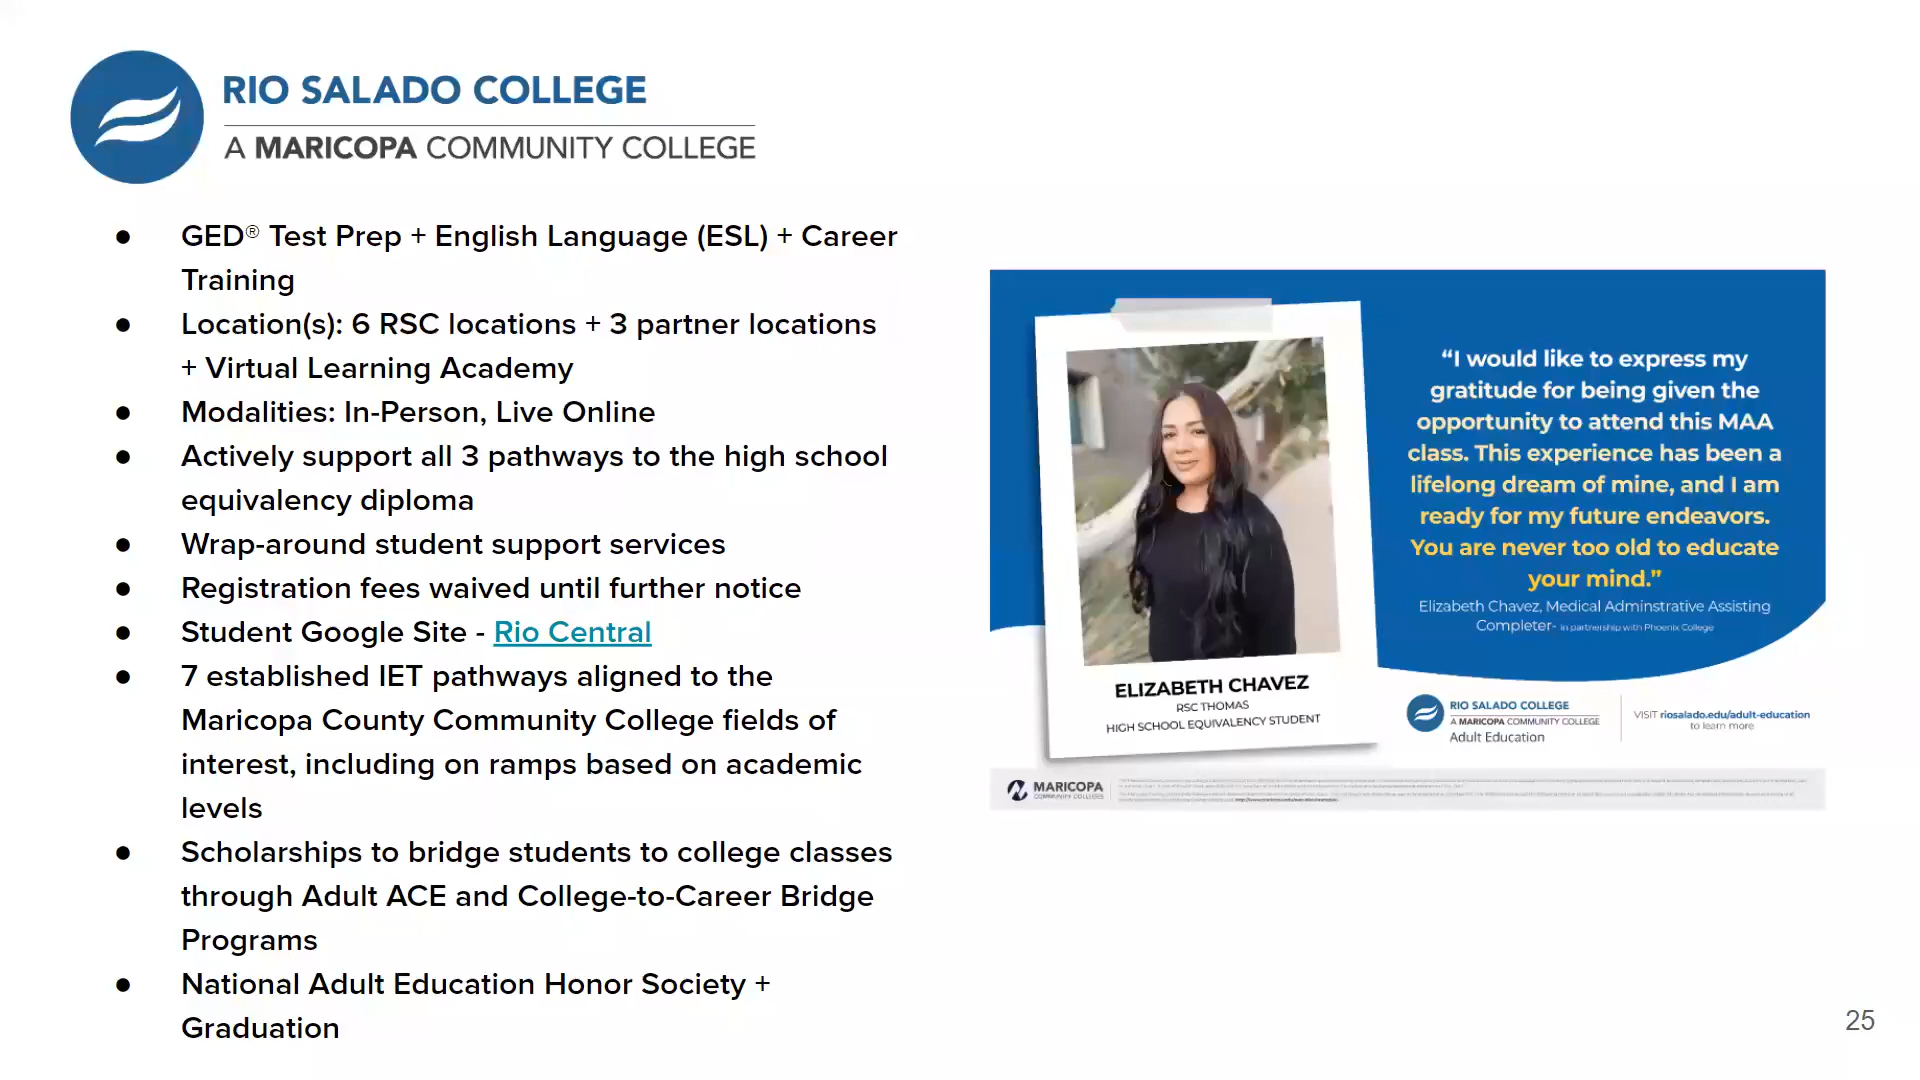 RIO SALADO COLLEGE
A MARICOPA COMMUNITY COLLEGE
● GED® Test Prep + English Language (ESL) + Career
Training
● Location(s): 6 RSC locations + 3 partner locations
+ Virtual Learning Academy
● Modalities: In-Person, Live Online
● Actively support all 3 pathways to the high school
equivalency diploma
● Wrap-around student support services
● Registration fees waived until further notice
● Student Google Site - Rio Central
● 7 established IET pathways aligned to the
Maricopa County Community College fields of
interest, including on ramps based on academic
levels
● Scholarships to bridge students to college classes
through Adult ACE and College-to-Career Bridge
Programs
● National Adult Education Honor Society +
Graduation
“I would like to express my
gratitude for being given the
opportunity to attend this MAA
class. This experience has been a
lifelong dream of mine, and I am
ready for my future endeavors.
You are never too old to educate
your mind.”
Elizabeth Chavez, Medical Adminstrative Assisting
Completer- in partnership with Phoenix College
ELIZABETH CHAVEZ
RSC THOMAS
HIGH SCHOOL EQUIVALENCY STUDENT
RIO SALADO COLLEGE
A MARICOPA COMMUNITY COLLEGE
Adult Education
VISIT riosalado.edu/adult-education
to learn more
MARICOPA
COMMUNITY COLLEGES
25